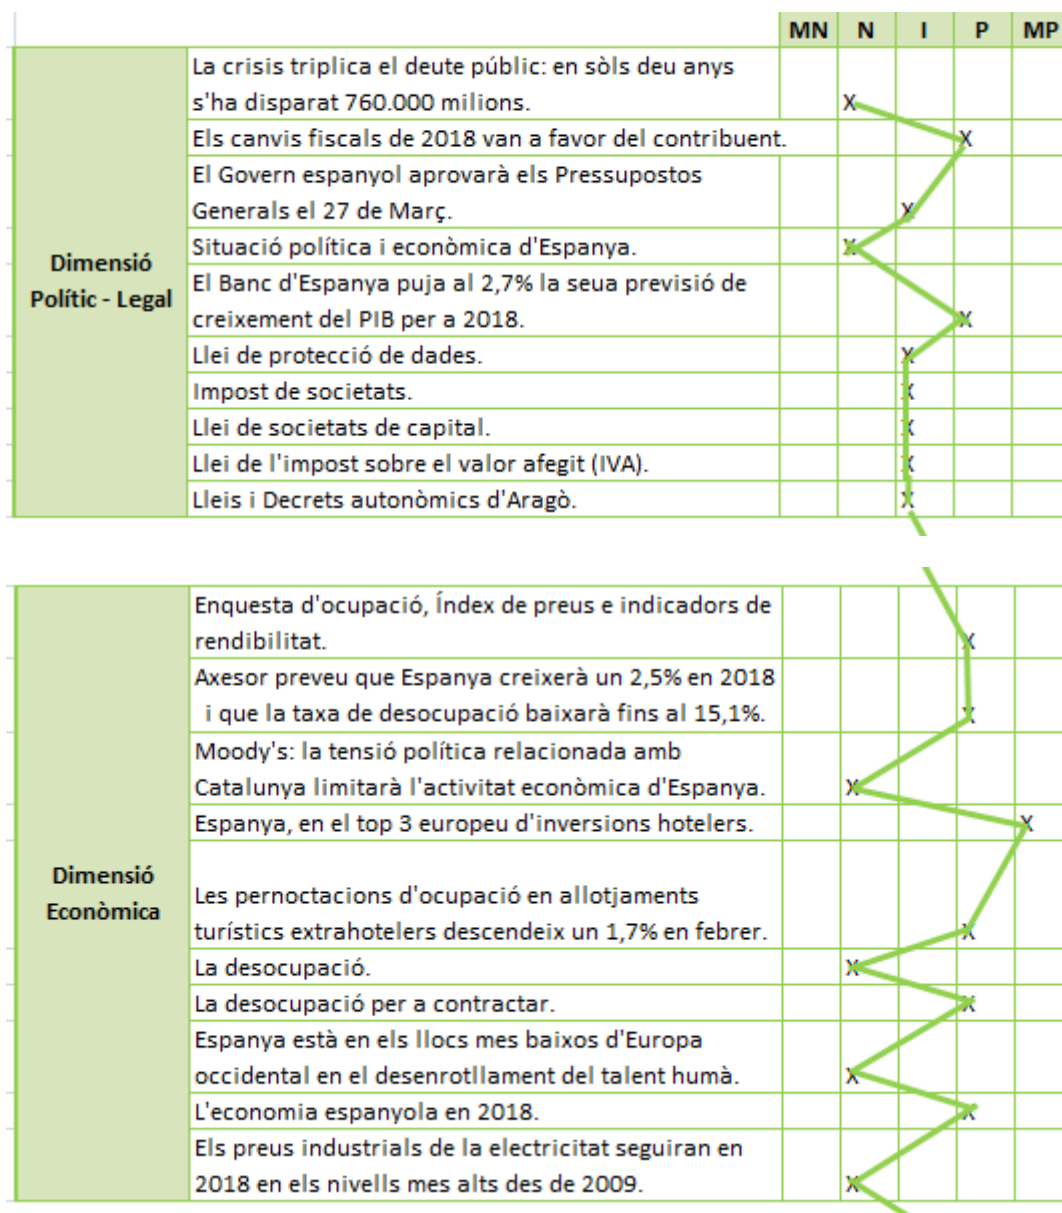 MN N I P MP
La crisis triplica el deute públic: en sòls deu anys
s'ha disparat 760.000 milions. X
Els canvis fiscals de 2018 van a favor del contribuent. X
El Govern espanyol aprovarà els Pressupostos
Generals el 27 de Març. X
Situació política i econòmica d'Espanya. X
Dimensió
Polític - Legal
El Banc d'Espanya puja al 2,7% la seua previsió de
creixement del PIB per a 2018. X
Llei de protecció de dades. X
Impost de societats. X
Llei de societats de capital. X
Llei de l'impost sobre el valor afegit (IVA). X
Lleis i Decrets autonòmics d'Aragò. X
Enquesta d'ocupació, Índex de preus e indicadors de
rendibilitat. X
Axesor preveu que Espanya creixerà un 2,5% en 2018
i que la taxa de desocupació baixarà fins al 15,1%. X
Moody's: la tensió política relacionada amb
Catalunya limitarà l'activitat econòmica d'Espanya. X
Espanya, en el top 3 europeu d'inversions hotelers. X
Dimensió
Econòmica
Les pernoctacions d'ocupació en allotjaments
turístics extrahotelers descendeix un 1,7% en febrer. X
La desocupació. X
La desocupació per a contractar. X
Espanya està en els llocs mes baixos d'Europa
occidental en el desenrotllament del talent humà. X
L'economia espanyola en 2018. X
Els preus industrials de la electricitat seguiran en
2018 en els nivells mes alts des de 2009. X